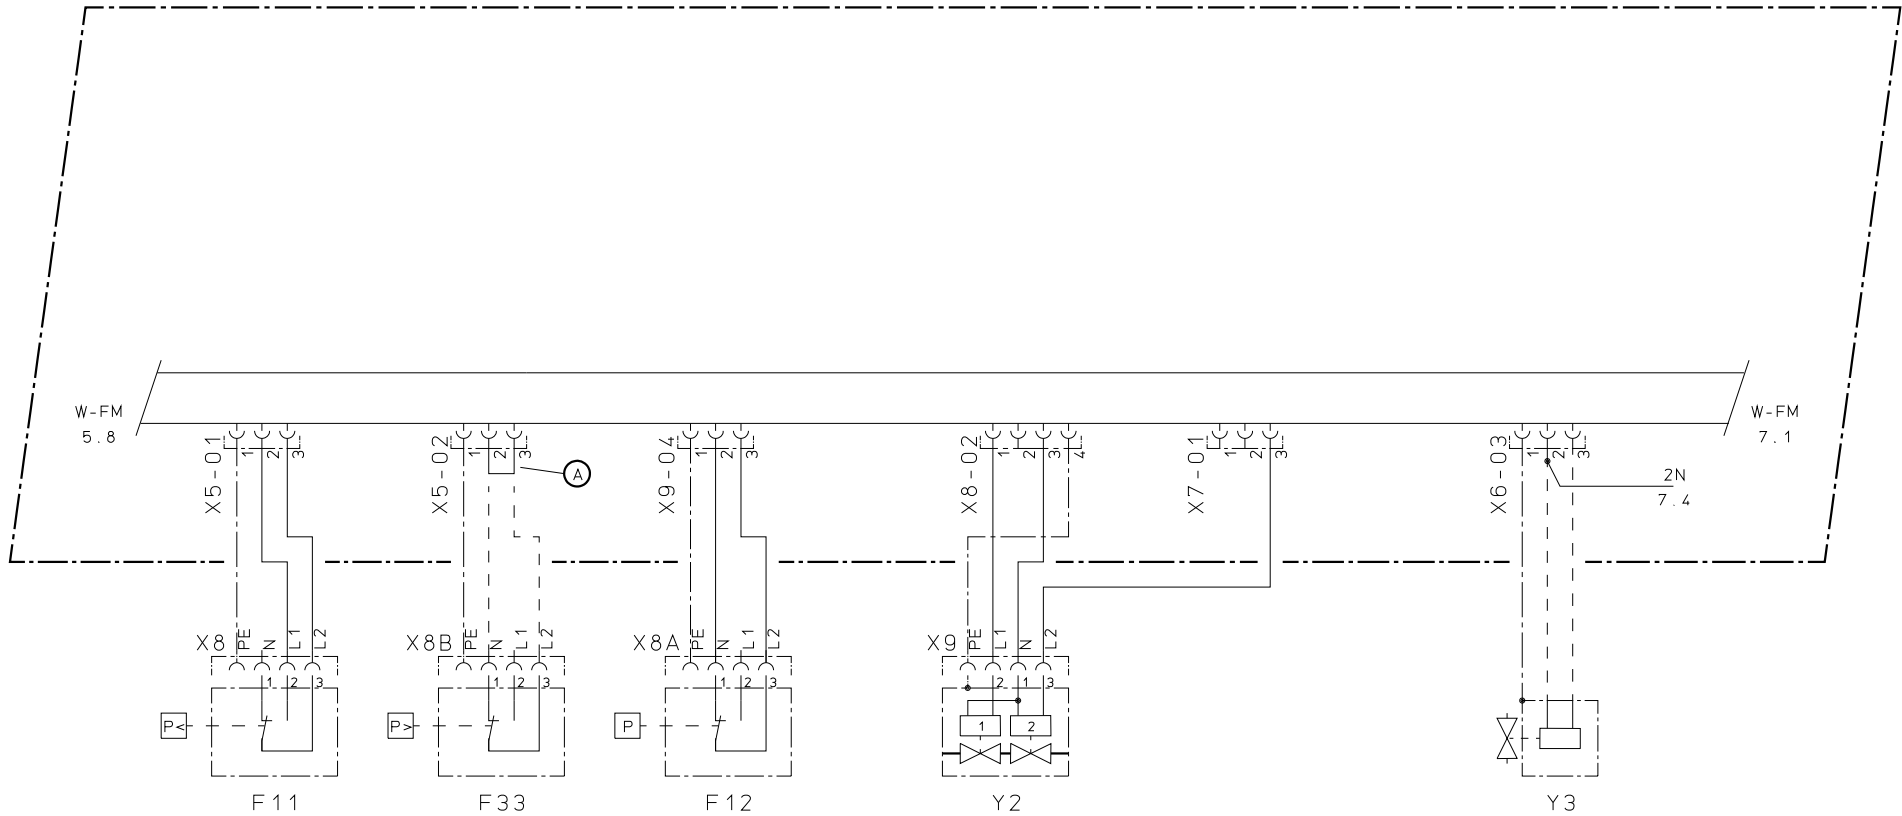 W-FM
5.8
W-FM
7.1
X5-01
1
2
3
X5-02
1
2
3
A
X9-04
1
2
3
X8-02
1
2
3
4
X7-01
1
2
3
X6-03
1
2
3
2N
7.4
X8
PE
N
L1
L2
X8B
PE
N
L1
L2
X8A
PE
N
L1
L2
X9
PE
L1
N
L2
1
2
3
1
2
3
1
2
3
2
1
3
P<
P>
P
1
2
F11
F33
F12
Y2
Y3